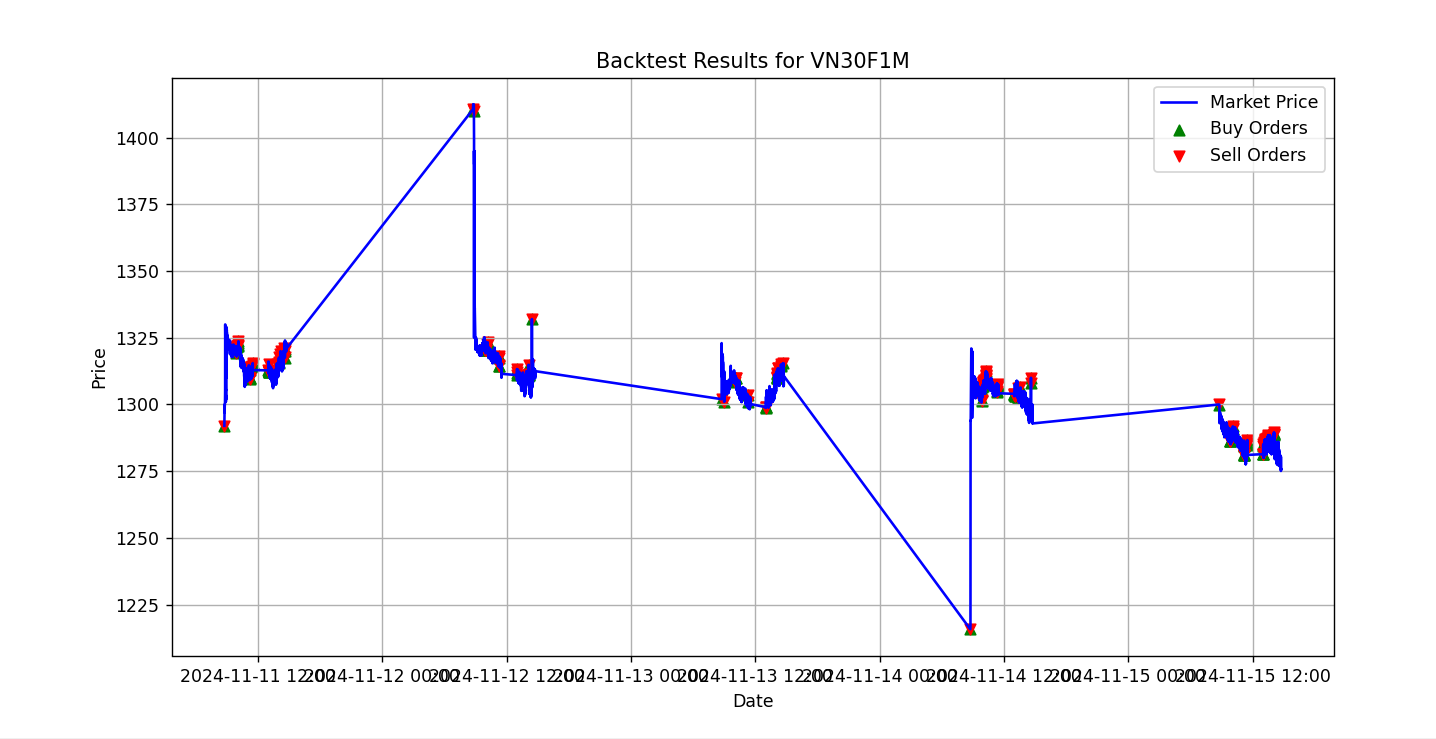 Backtest Results for VN30F1M
Market Price
Buy Orders
Sell Orders
1400
1375
1350
1325
1300
1275
1250
1225
Price
2024-11-11 12:00
2024-11-12 00:00
2024-11-12 12:00
2024-11-13 00:00
2024-11-13 12:00
2024-11-14 00:00
2024-11-14 12:00
2024-11-15 00:00
2024-11-15 12:00
Date